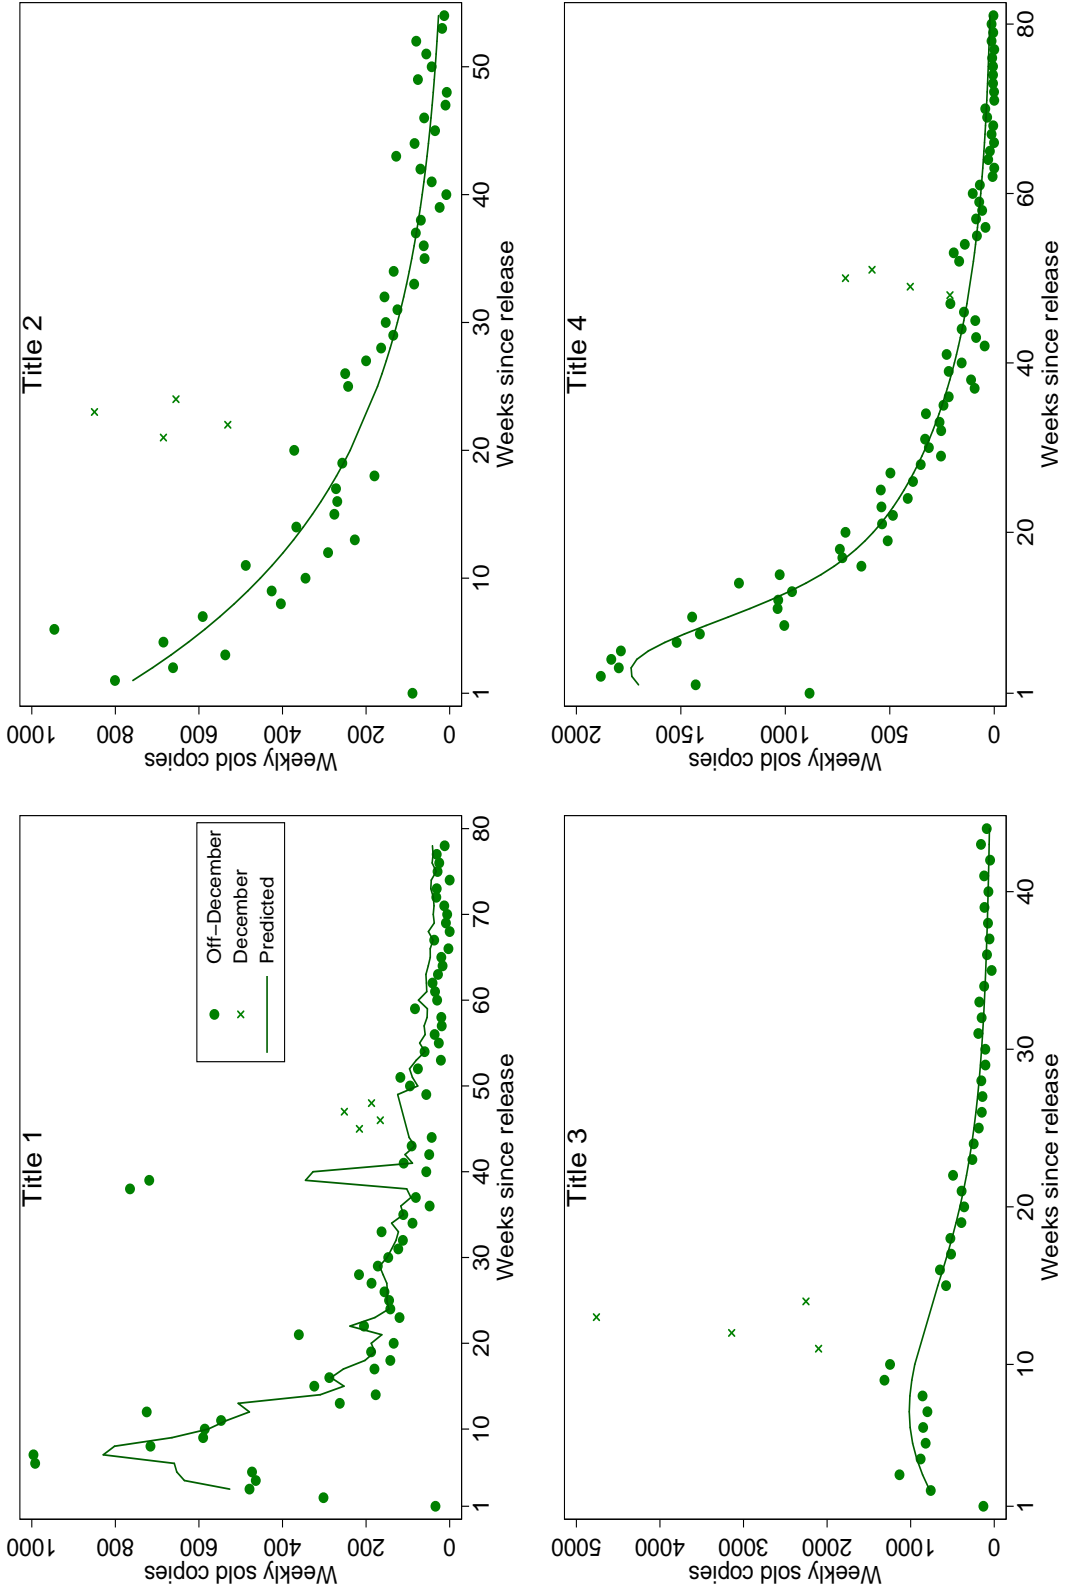 Title 1
Weekly sold copies
0 200 400 600 800 1000
1 10 20 30 40 50 60 70 80
Weeks since release
Off−December
December
Predicted
Title 2
Weekly sold copies
0 200 400 600 800 1000
1 10 20 30 40 50
Weeks since release
Title 3
Weekly sold copies
0 1000 2000 3000 4000 5000
1 10 20 30 40
Weeks since release
Title 4
Weekly sold copies
0 500 1000 1500 2000
1 20 40 60 80
Weeks since release